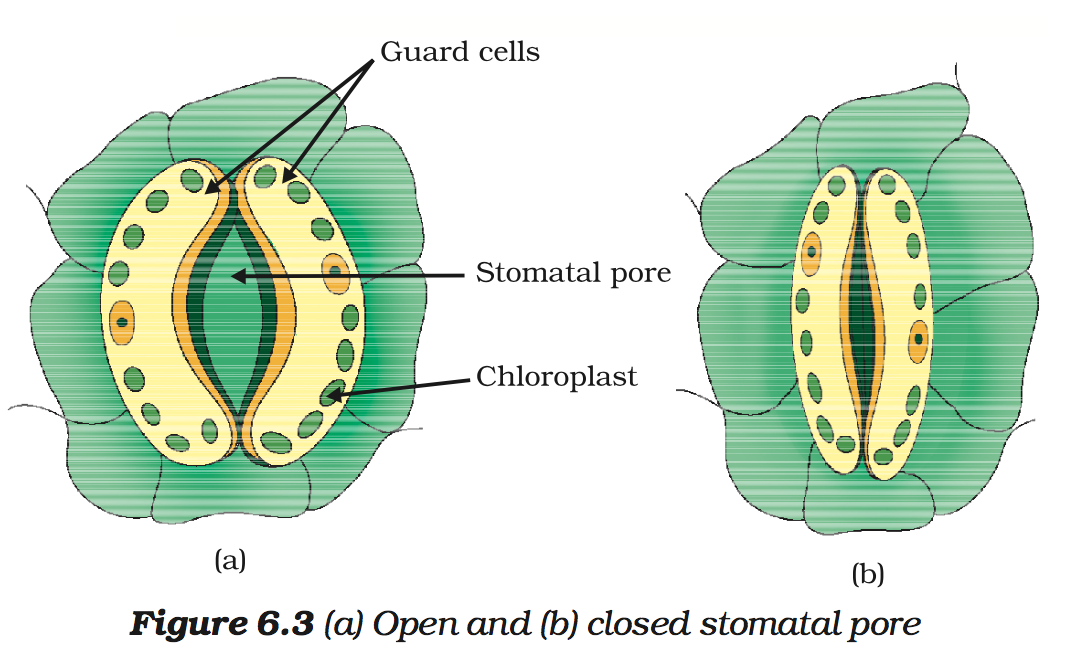 Guard cells
Stomatal pore
Chloroplast
(a)
(b)
Figure 6.3 (a) Open and (b) closed stomatal pore